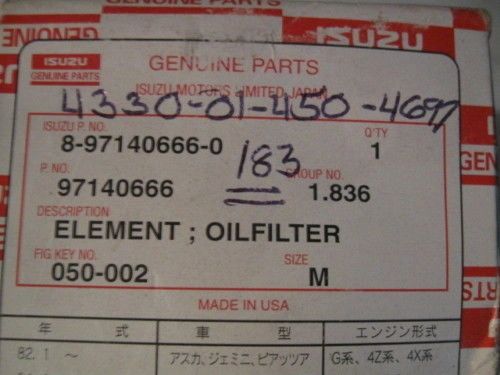 GENUINE PARTS
ISUZU
ISUZU
GENUINE PARTS
GENUINE PARTS
ISUZU MOTORS LIMITED JAPAN
4330-01-450-4697
ISUZU P. NO.
Q'TY
8-97140666-0
1
183
P. NO.
GROUP NO.
97140666
1.836
DESCRIPTION
ELEMENT ; OILFILTER
FIG KEY NO.
SIZE
050-002
M
MADE IN USA
年 式
車 型
エンジン形式
82. 1 ～
アスカ、ジェミニ、ピアッツア
G系、4Z系、4X系